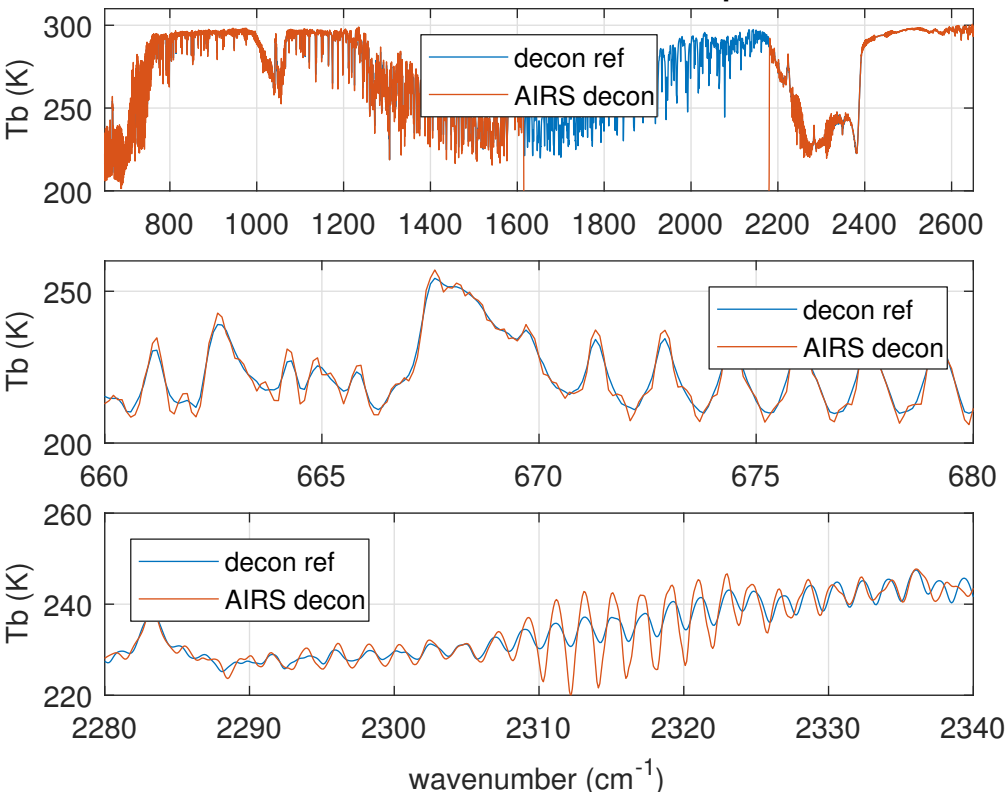 300
250
200
Tb (K)
decon ref
AIRS decon
800 1000 1200 1400 1600 1800 2000 2200 2400 2600
250
200
Tb (K)
decon ref
AIRS decon
660 665 670 675 680
260
240
220
Tb (K)
decon ref
AIRS decon
2280 2290 2300 2310 2320 2330 2340
wavenumber (cm⁻¹)